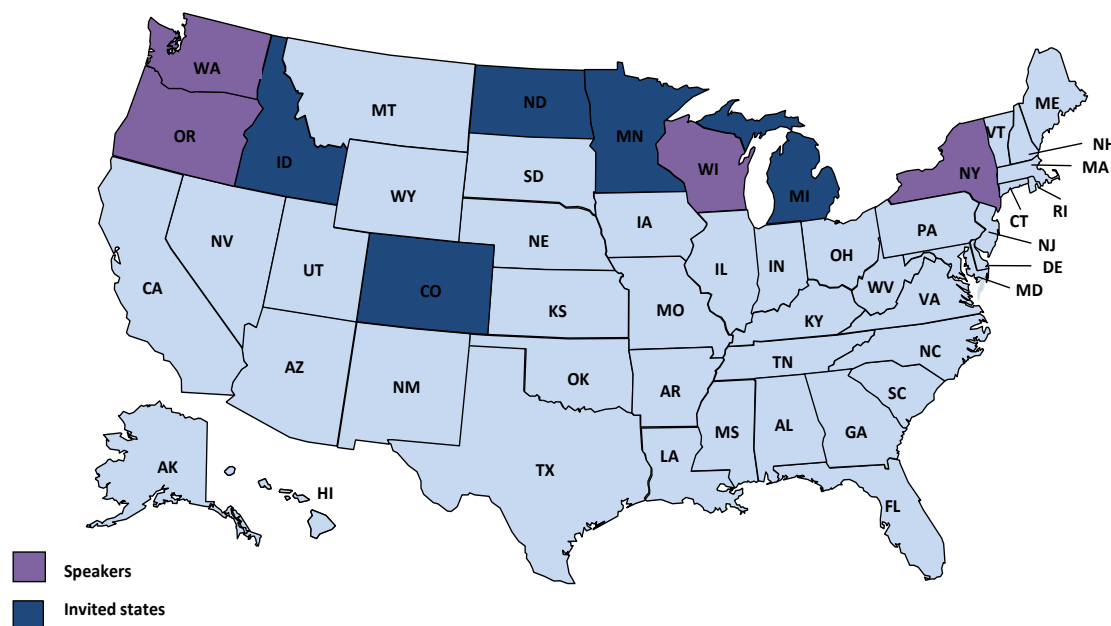 WA
MT
ND
MN
ME
VT
NH
MA
OR
ID
WI
NY
SD
WY
MI
RI
CT
IA
PA
NV
NE
NJ
UT
IL
IN
OH
DE
CA
CO
WV
MD
VA
KS
MO
KY
NC
TN
AZ
OK
NM
AR
SC
MS
AL
GA
LA
TX
AK
HI
FL
Speakers
Invited states